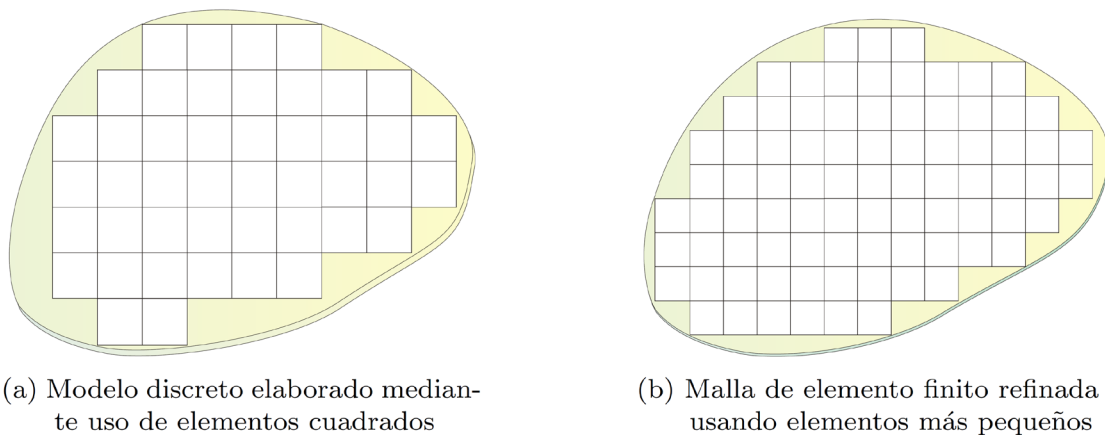 (a) Modelo discreto elaborado median-
te uso de elementos cuadrados
(b) Malla de elemento finito refinada
usando elementos más pequeños